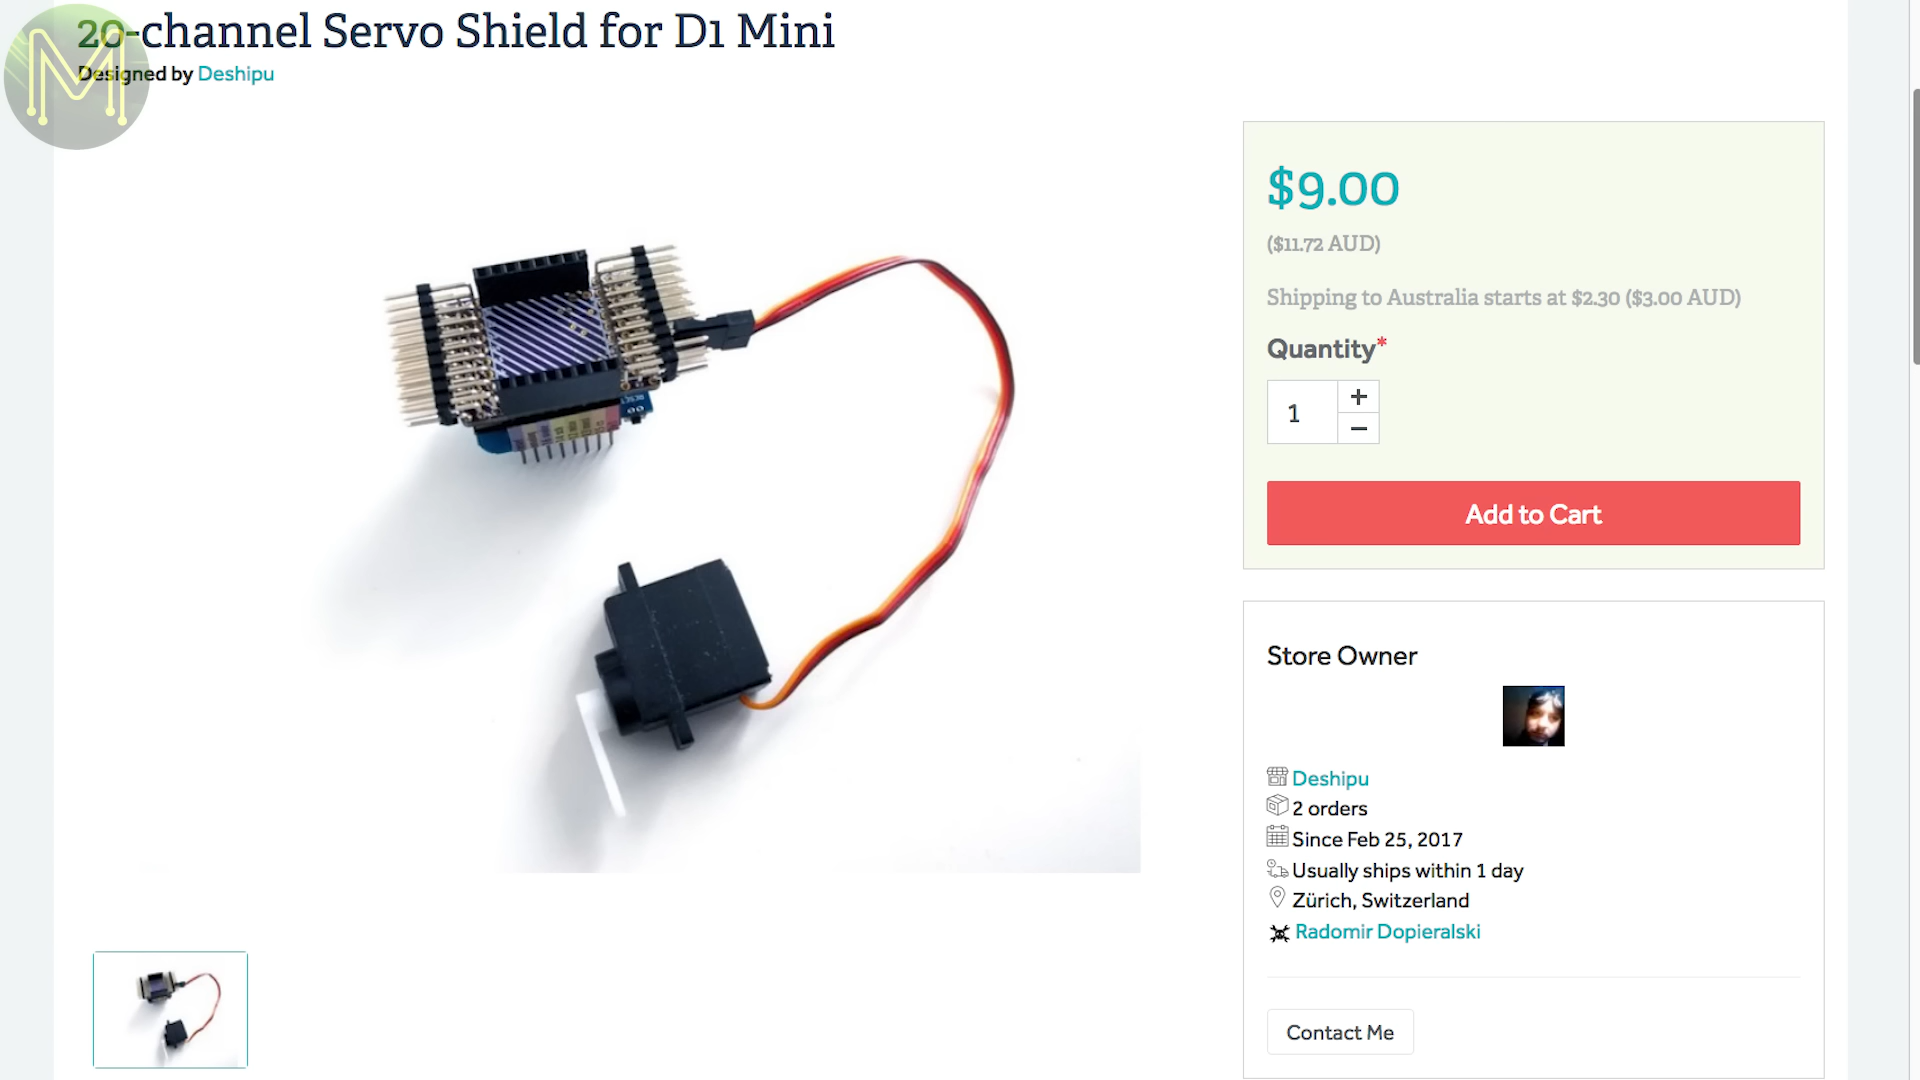 20-channel Servo Shield for D1 Mini
Designed by Deshipu
$9.00
($11.72 AUD)
Shipping to Australia starts at $2.30 ($3.00 AUD)
Quantity*
1
+
−
Add to Cart
Store Owner
Deshipu
2 orders
Since Feb 25, 2017
Usually ships within 1 day
Zürich, Switzerland
Radomir Dopieralski
Contact Me